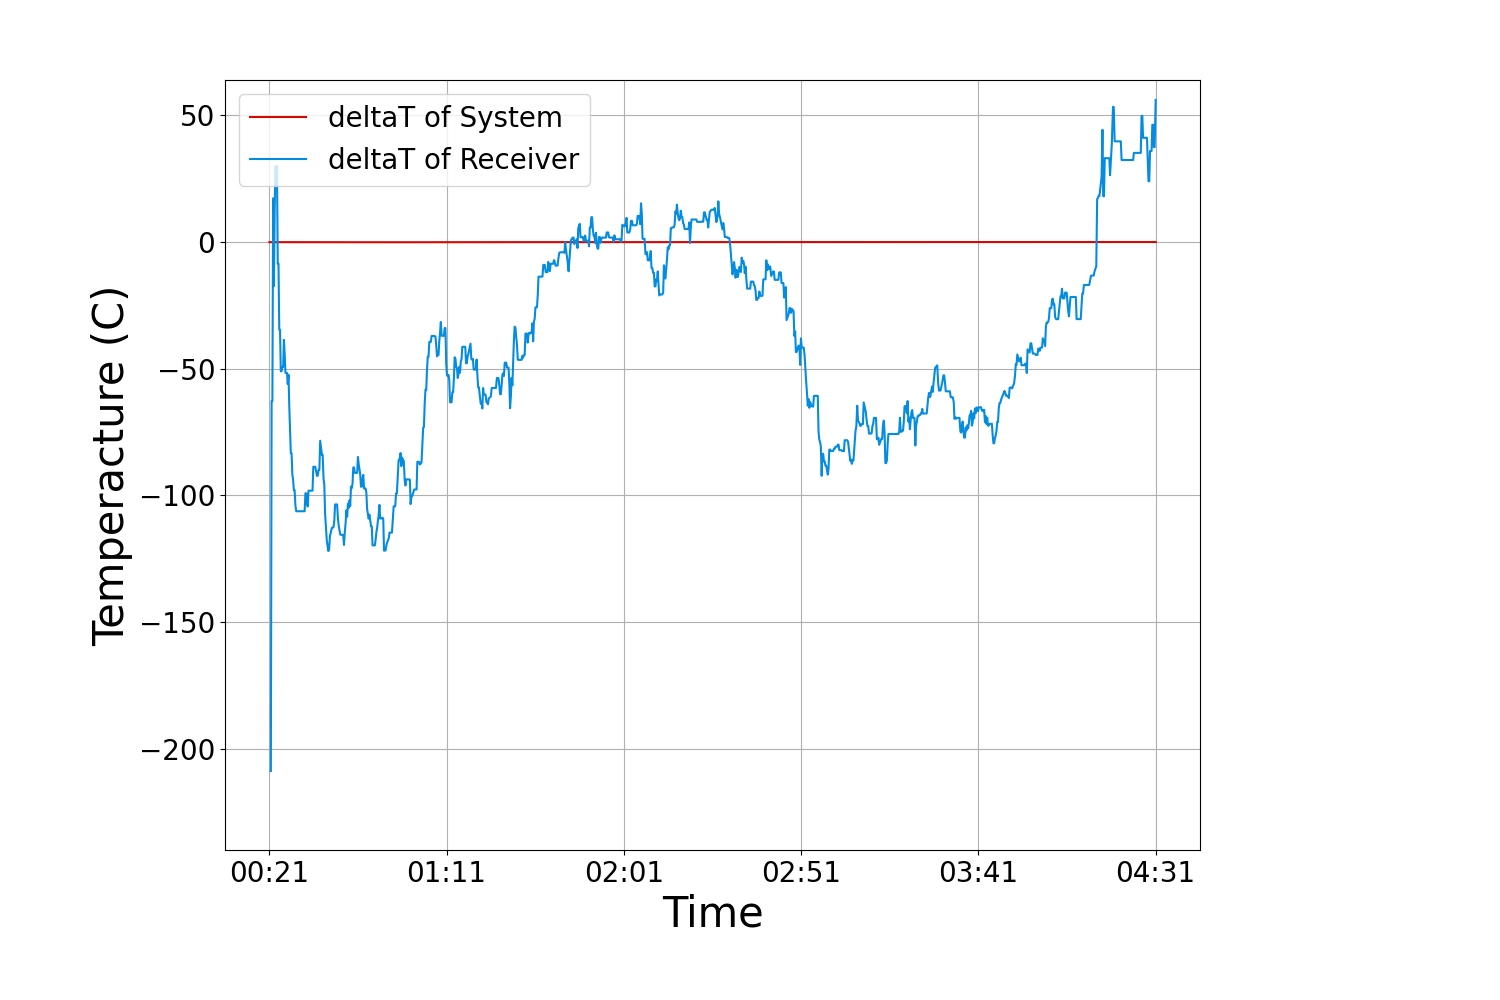 deltaT of System
deltaT of Receiver
50
0
−50
−100
−150
−200
Temperacture (C)
00:21 01:11 02:01 02:51 03:41 04:31
Time